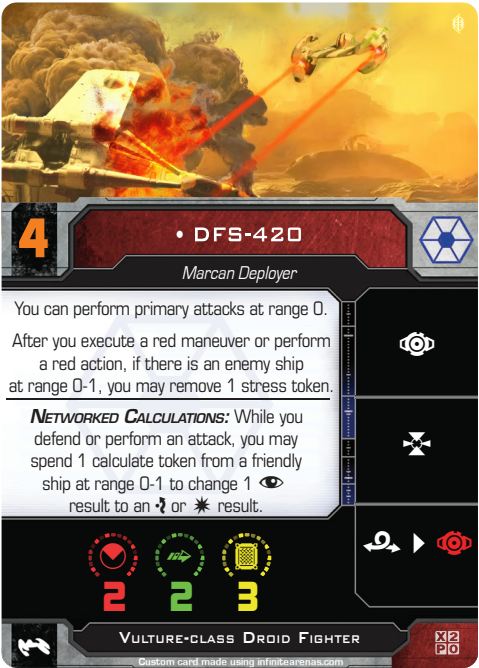 4
• DFS-420
Marcan Deployer
You can perform primary attacks at range 0.
After you execute a red maneuver or perform
a red action, if there is an enemy ship
at range 0-1, you may remove 1 stress token.
NETWORKED CALCULATIONS: While you
defend or perform an attack, you may
spend 1 calculate token from a friendly
ship at range 0-1 to change 1
result to an or result.
2 2 3
VULTURE-CLASS DROID FIGHTER
X2
PO
Custom card made using infinitearenas.com